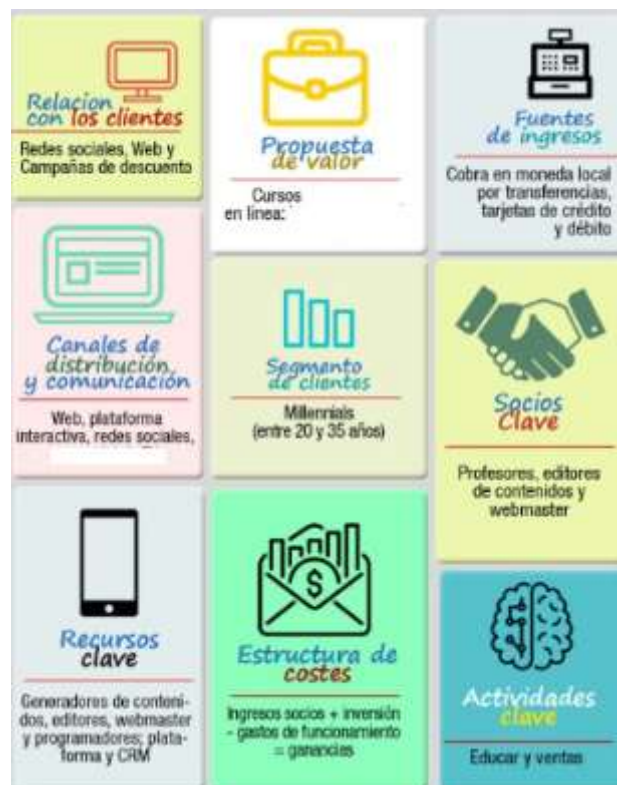 Relacion
con los clientes
Redes sociales, Web y
Campañas de descuento
Propuesta
de valor
Cursos
en línea:
Fuentes
de ingresos
Cobra en moneda local
por transferencias,
tarjetas de crédito
y débito
Canales de
distribución
y comunicación
Web, plataforma
interactiva, redes sociales,
Segmento
de clientes
Millennials
(entre 20 y 35 años)
Socios
Clave
Profesores, editores
de contenidos y
webmaster
Recursos
clave
Generadores de conteni-
dos, editores, webmaster
y programadores; plata-
forma y CRM
$
Estructura de
costes
Ingresos socios + inversión
- gastos de funcionamiento
= ganancias
Actividades
clave
Educar y ventas